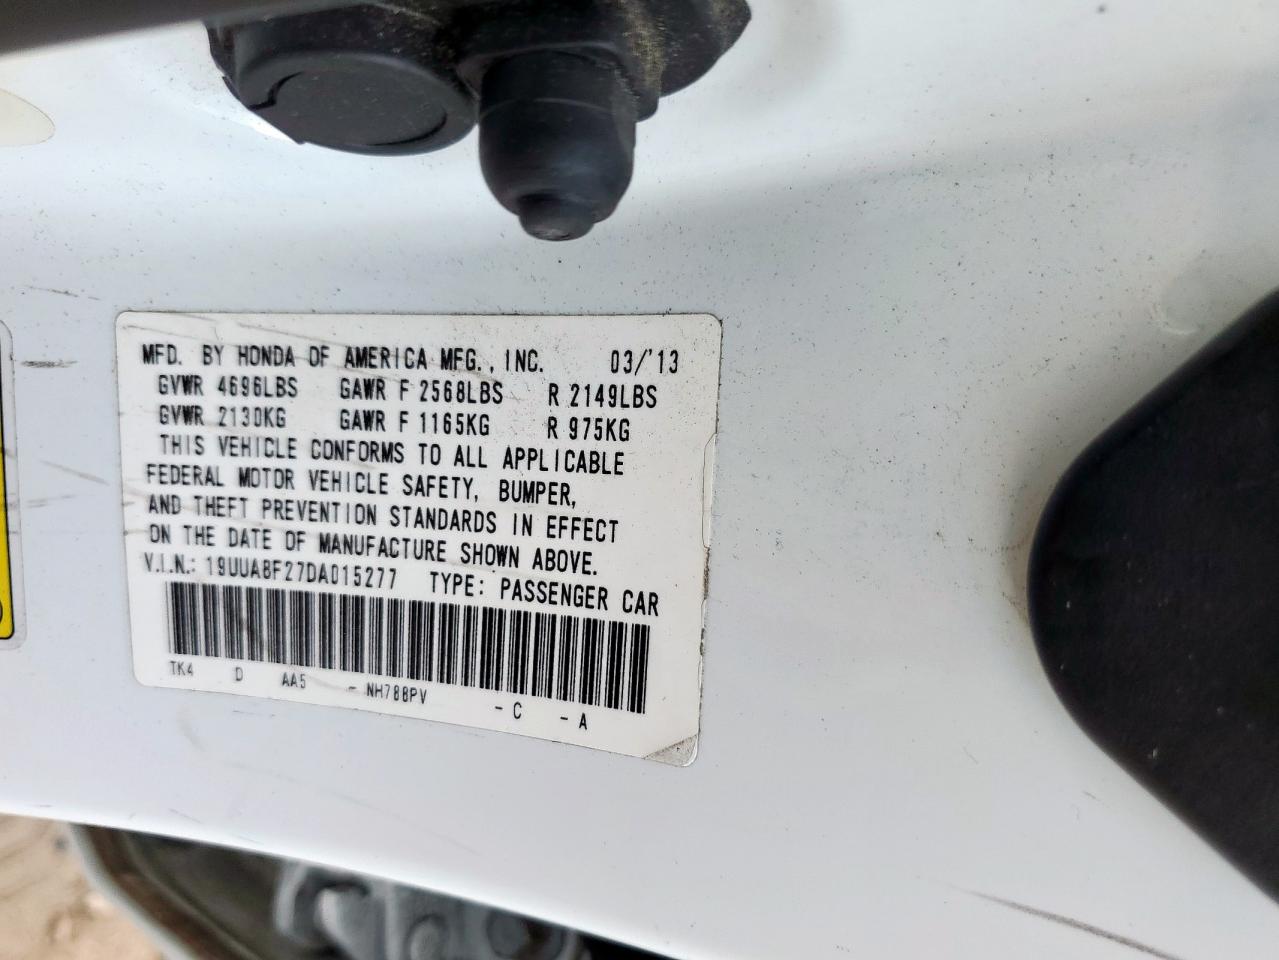 MFD. BY HONDA OF AMERICA MFG., INC. 03/'13
GVWR 4696LBS GAWR F 2568LBS R 2149LBS
GVWR 2130KG GAWR F 1165KG R 975KG
THIS VEHICLE CONFORMS TO ALL APPLICABLE
FEDERAL MOTOR VEHICLE SAFETY, BUMPER,
AND THEFT PREVENTION STANDARDS IN EFFECT
ON THE DATE OF MANUFACTURE SHOWN ABOVE.
V.I.N.: 19UUA8F27DA015277 TYPE: PASSENGER CAR
TK4 D AA5 - NH788PV - C - A